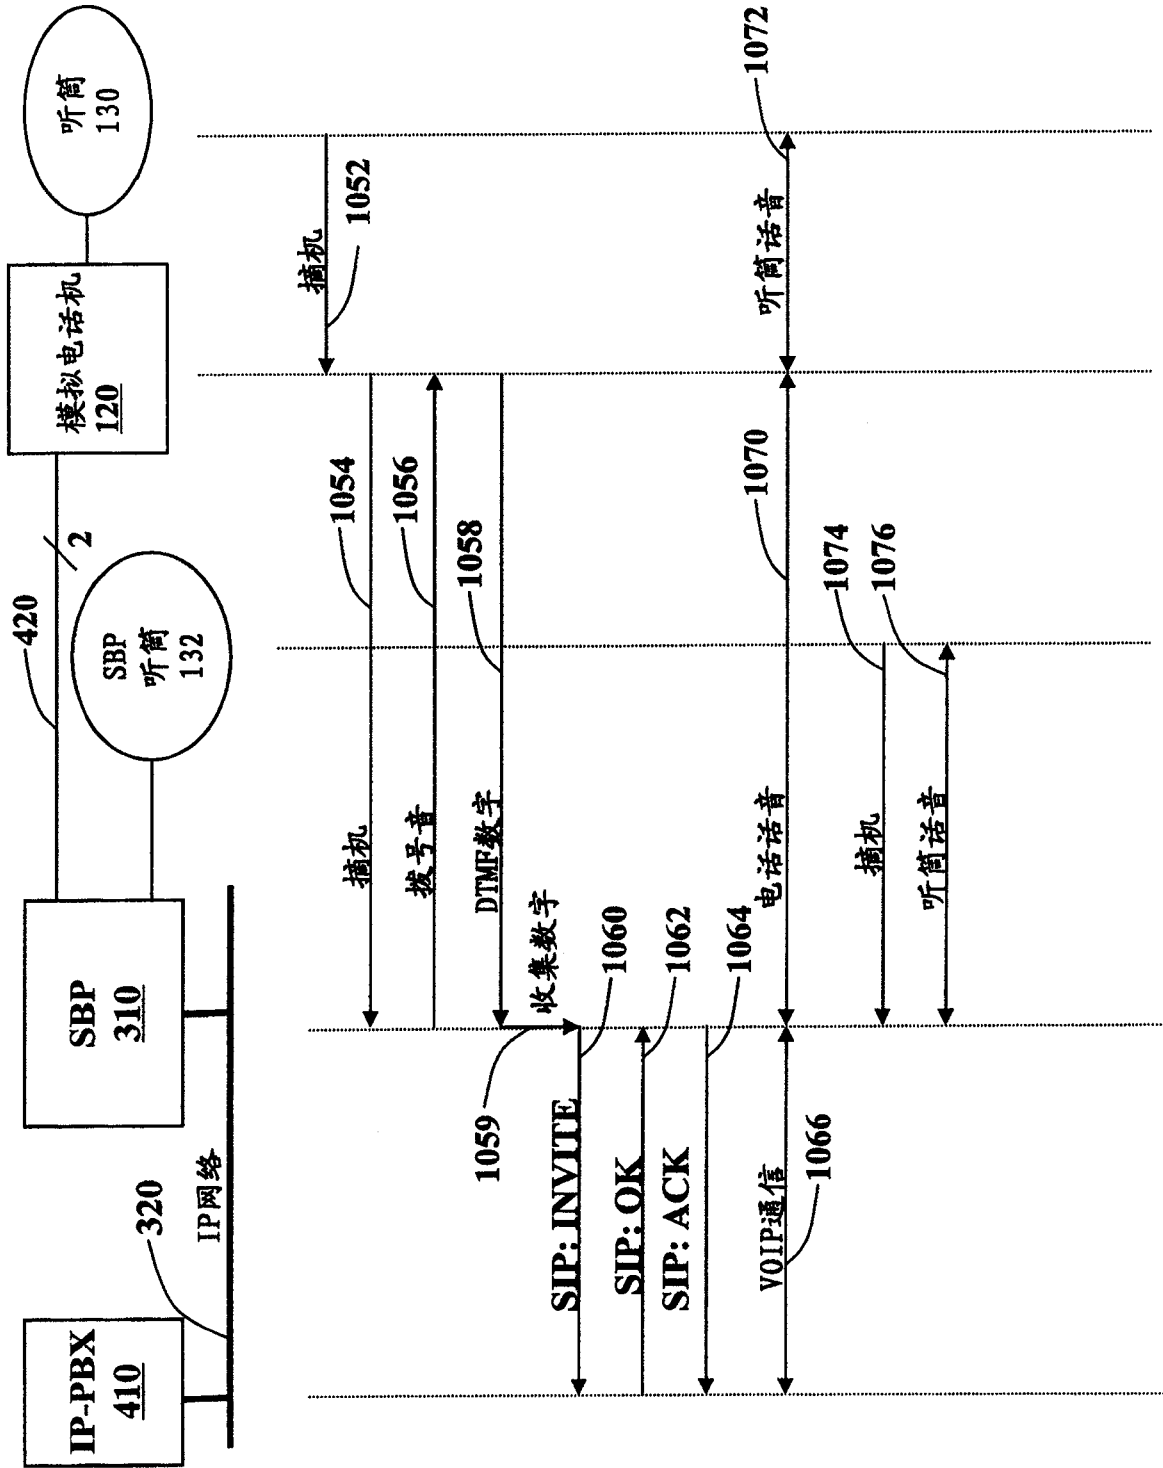 IP-PBX
410
SBP
310
SBP
听筒
132
模拟电话机
120
听筒
130
320
IP网络
420
2
摘机
1052
摘机
1054
拨号音
1056
DTMF数字
1058
收集数字
1059
SIP: INVITE
1060
SIP: OK
1062
SIP: ACK
1064
VOIP通信
1066
电话话音
1070
听筒话音
1072
摘机
1074
听筒话音
1076